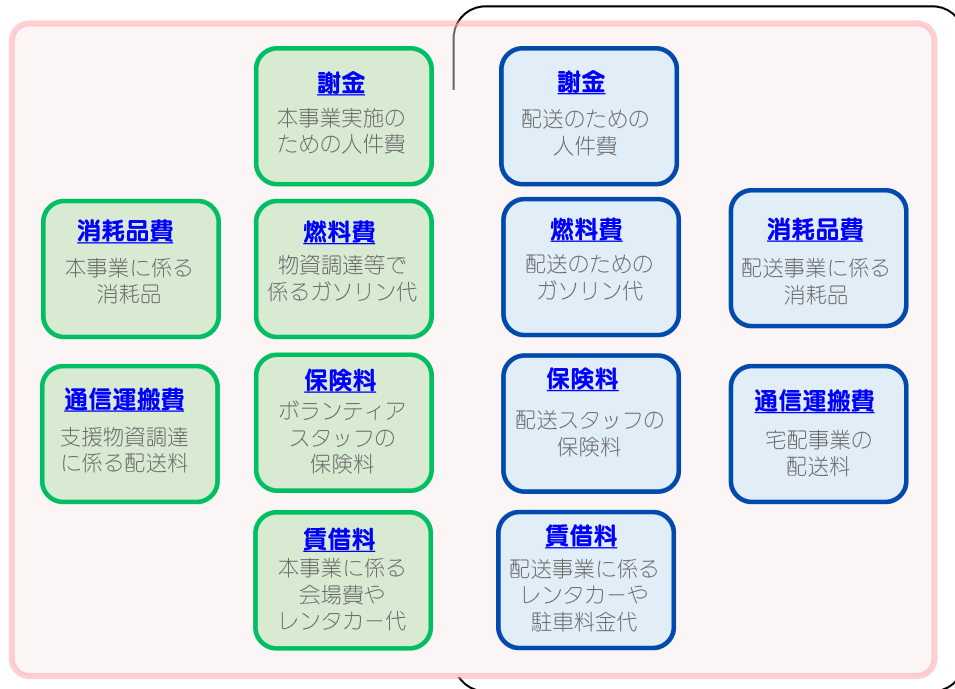 謝金
本事業実施の
ための人件費
謝金
配送のための
人件費
消耗品費
本事業に係る
消耗品
燃料費
物資調達等で
係るガソリン代
燃料費
配送のための
ガソリン代
消耗品費
配送事業に係る
消耗品
通信運搬費
支援物資調達
に係る配送料
保険料
ボランティア
スタッフの
保険料
保険料
配送スタッフの
保険料
通信運搬費
宅配事業の
配送料
賃借料
本事業に係る
会場費や
レンタカー代
賃借料
配送事業に係る
レンタカーや
駐車料金代